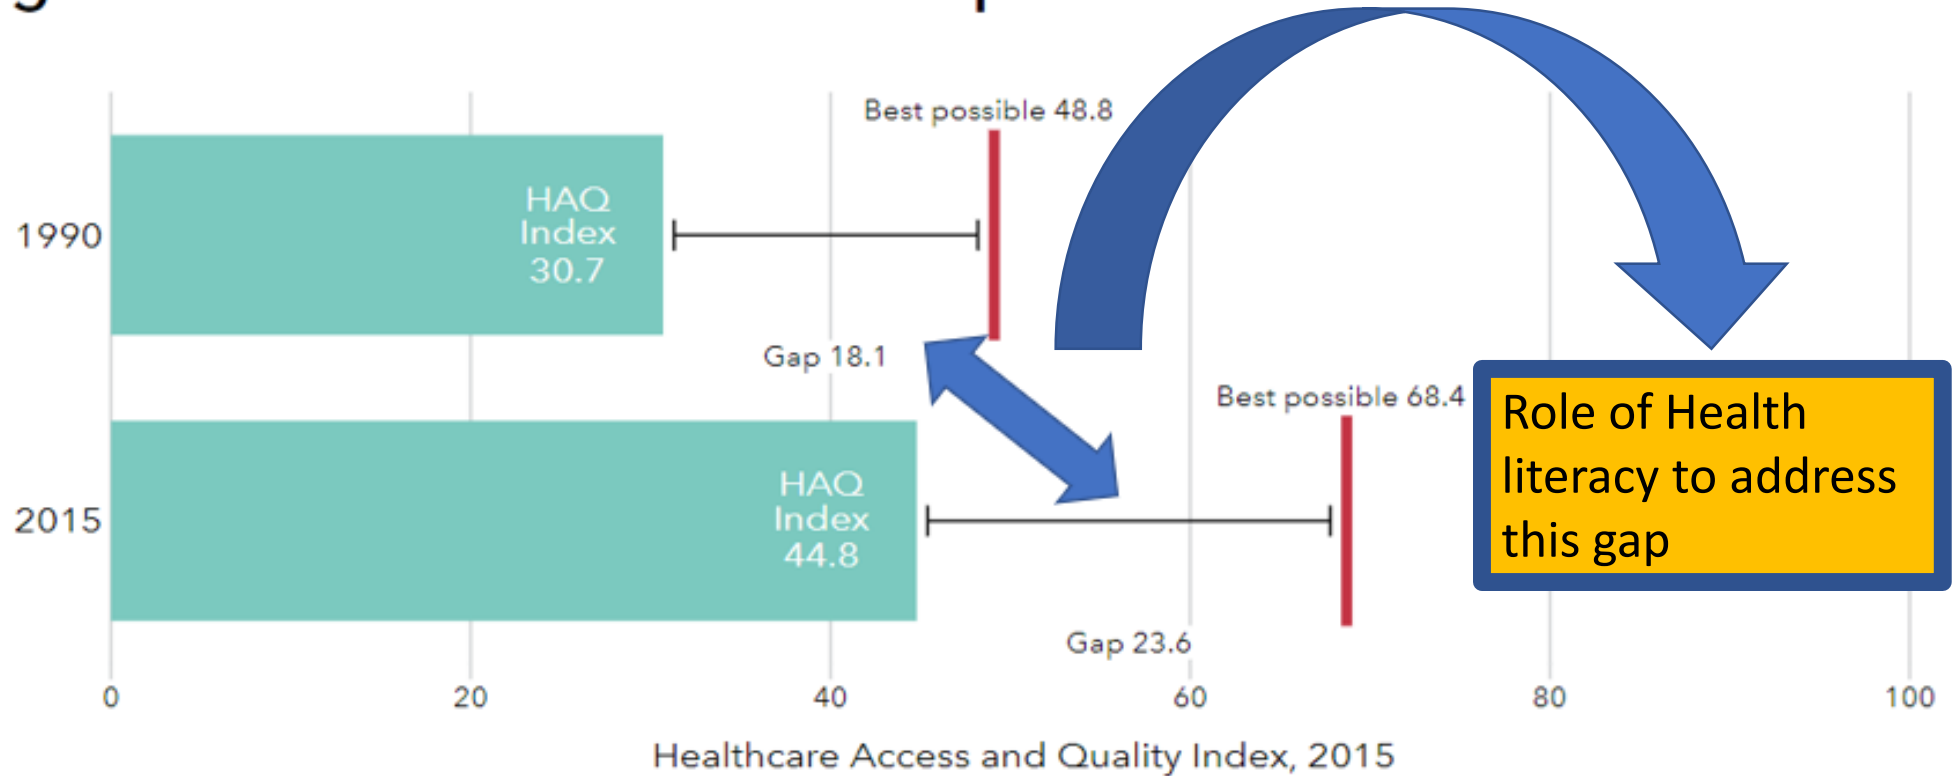 Best possible 48.8
1990
HAQ
Index
30.7
Gap 18.1
Best possible 68.4
Role of Health
literacy to address
this gap
2015
HAQ
Index
44.8
Gap 23.6
0 20 40 60 80 100
Healthcare Access and Quality Index, 2015